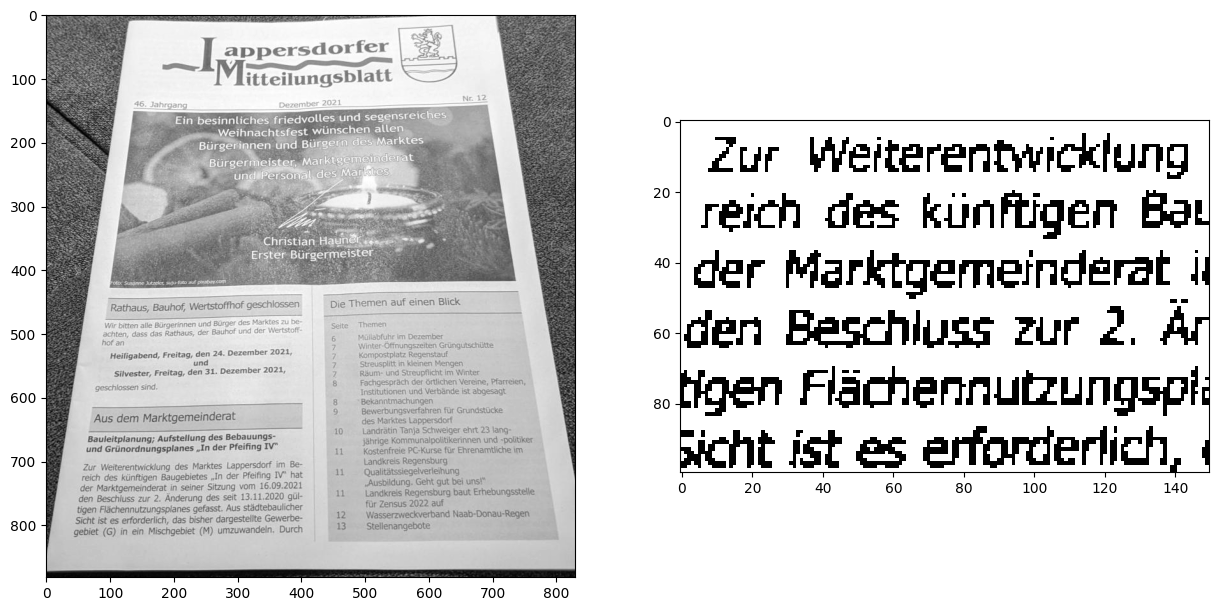 0
100
200
300
400
500
600
700
800
0 100 200 300 400 500 600 700 800
Lappersdorfer
Mitteilungsblatt
46. Jahrgang Dezember 2021 Nr. 12
Ein besinnliches friedvolles und segensreiches
Weihnachtsfest wünschen allen
Bürgerinnen und Bürgern des Marktes
Bürgermeister, Marktgemeinderat
und Personal des Marktes
Christian Hauner
Erster Bürgermeister
Rathaus, Bauhof, Wertstoffhof geschlossen
Wir bitten alle Bürgerinnen und Bürger des Marktes zu be-
achten, dass das Rathaus, der Bauhof und der Wertstoff-
hof an
Heiligabend, Freitag, den 24. Dezember 2021,
und
Silvester, Freitag, den 31. Dezember 2021,
geschlossen sind.
Aus dem Marktgemeinderat
Bauleitplanung; Aufstellung des Bebauungs-
und Grünordnungsplanes „In der Pfeifing IV"
Zur Weiterentwicklung des Marktes Lappersdorf im Be-
reich des künftigen Baugebietes „In der Pfeifing IV" hat
der Marktgemeinderat in seiner Sitzung vom 16.09.2021
den Beschluss zur 2. Änderung des seit 13.11.2020 gül-
tigen Flächennutzungsplanes gefasst. Aus städtebaulicher
Sicht ist es erforderlich, das bisher dargestellte Gewerbe-
gebiet (G) in ein Mischgebiet (M) umzuwandeln. Durch
Die Themen auf einen Blick
Seite Themen
6 Müllabfuhr im Dezember
7 Winter-Öffnungszeiten Grüngutschütte
7 Kompostplatz Regenstauf
7 Streusplitt in kleinen Mengen
7 Räum- und Streupflicht im Winter
8 Fachgespräch der örtlichen Vereine, Pfarreien,
Institutionen und Verbände ist abgesagt
8 Bekanntmachungen
9 Bewerbungsverfahren für Grundstücke
des Marktes Lappersdorf
10 Landrätin Tanja Schweiger ehrt 23 lang-
jährige Kommunalpolitikerinnen und -politiker
11 Kostenfreie PC-Kurse für Ehrenamtliche im
Landkreis Regensburg
11 Qualitätssiegelverleihung
„Ausbildung. Geht gut bei uns!"
11 Landkreis Regensburg baut Erhebungsstelle
für Zensus 2022 auf
12 Wasserzweckverband Naab-Donau-Regen
13 Stellenangebote
0
20
40
60
80
0 20 40 60 80 100 120 140
Zur Weiterentwicklung
reich des künftigen Bau
der Marktgemeinderat i
den Beschluss zur 2. Än
tigen Flächennutzungspla
Sicht ist es erforderlich,